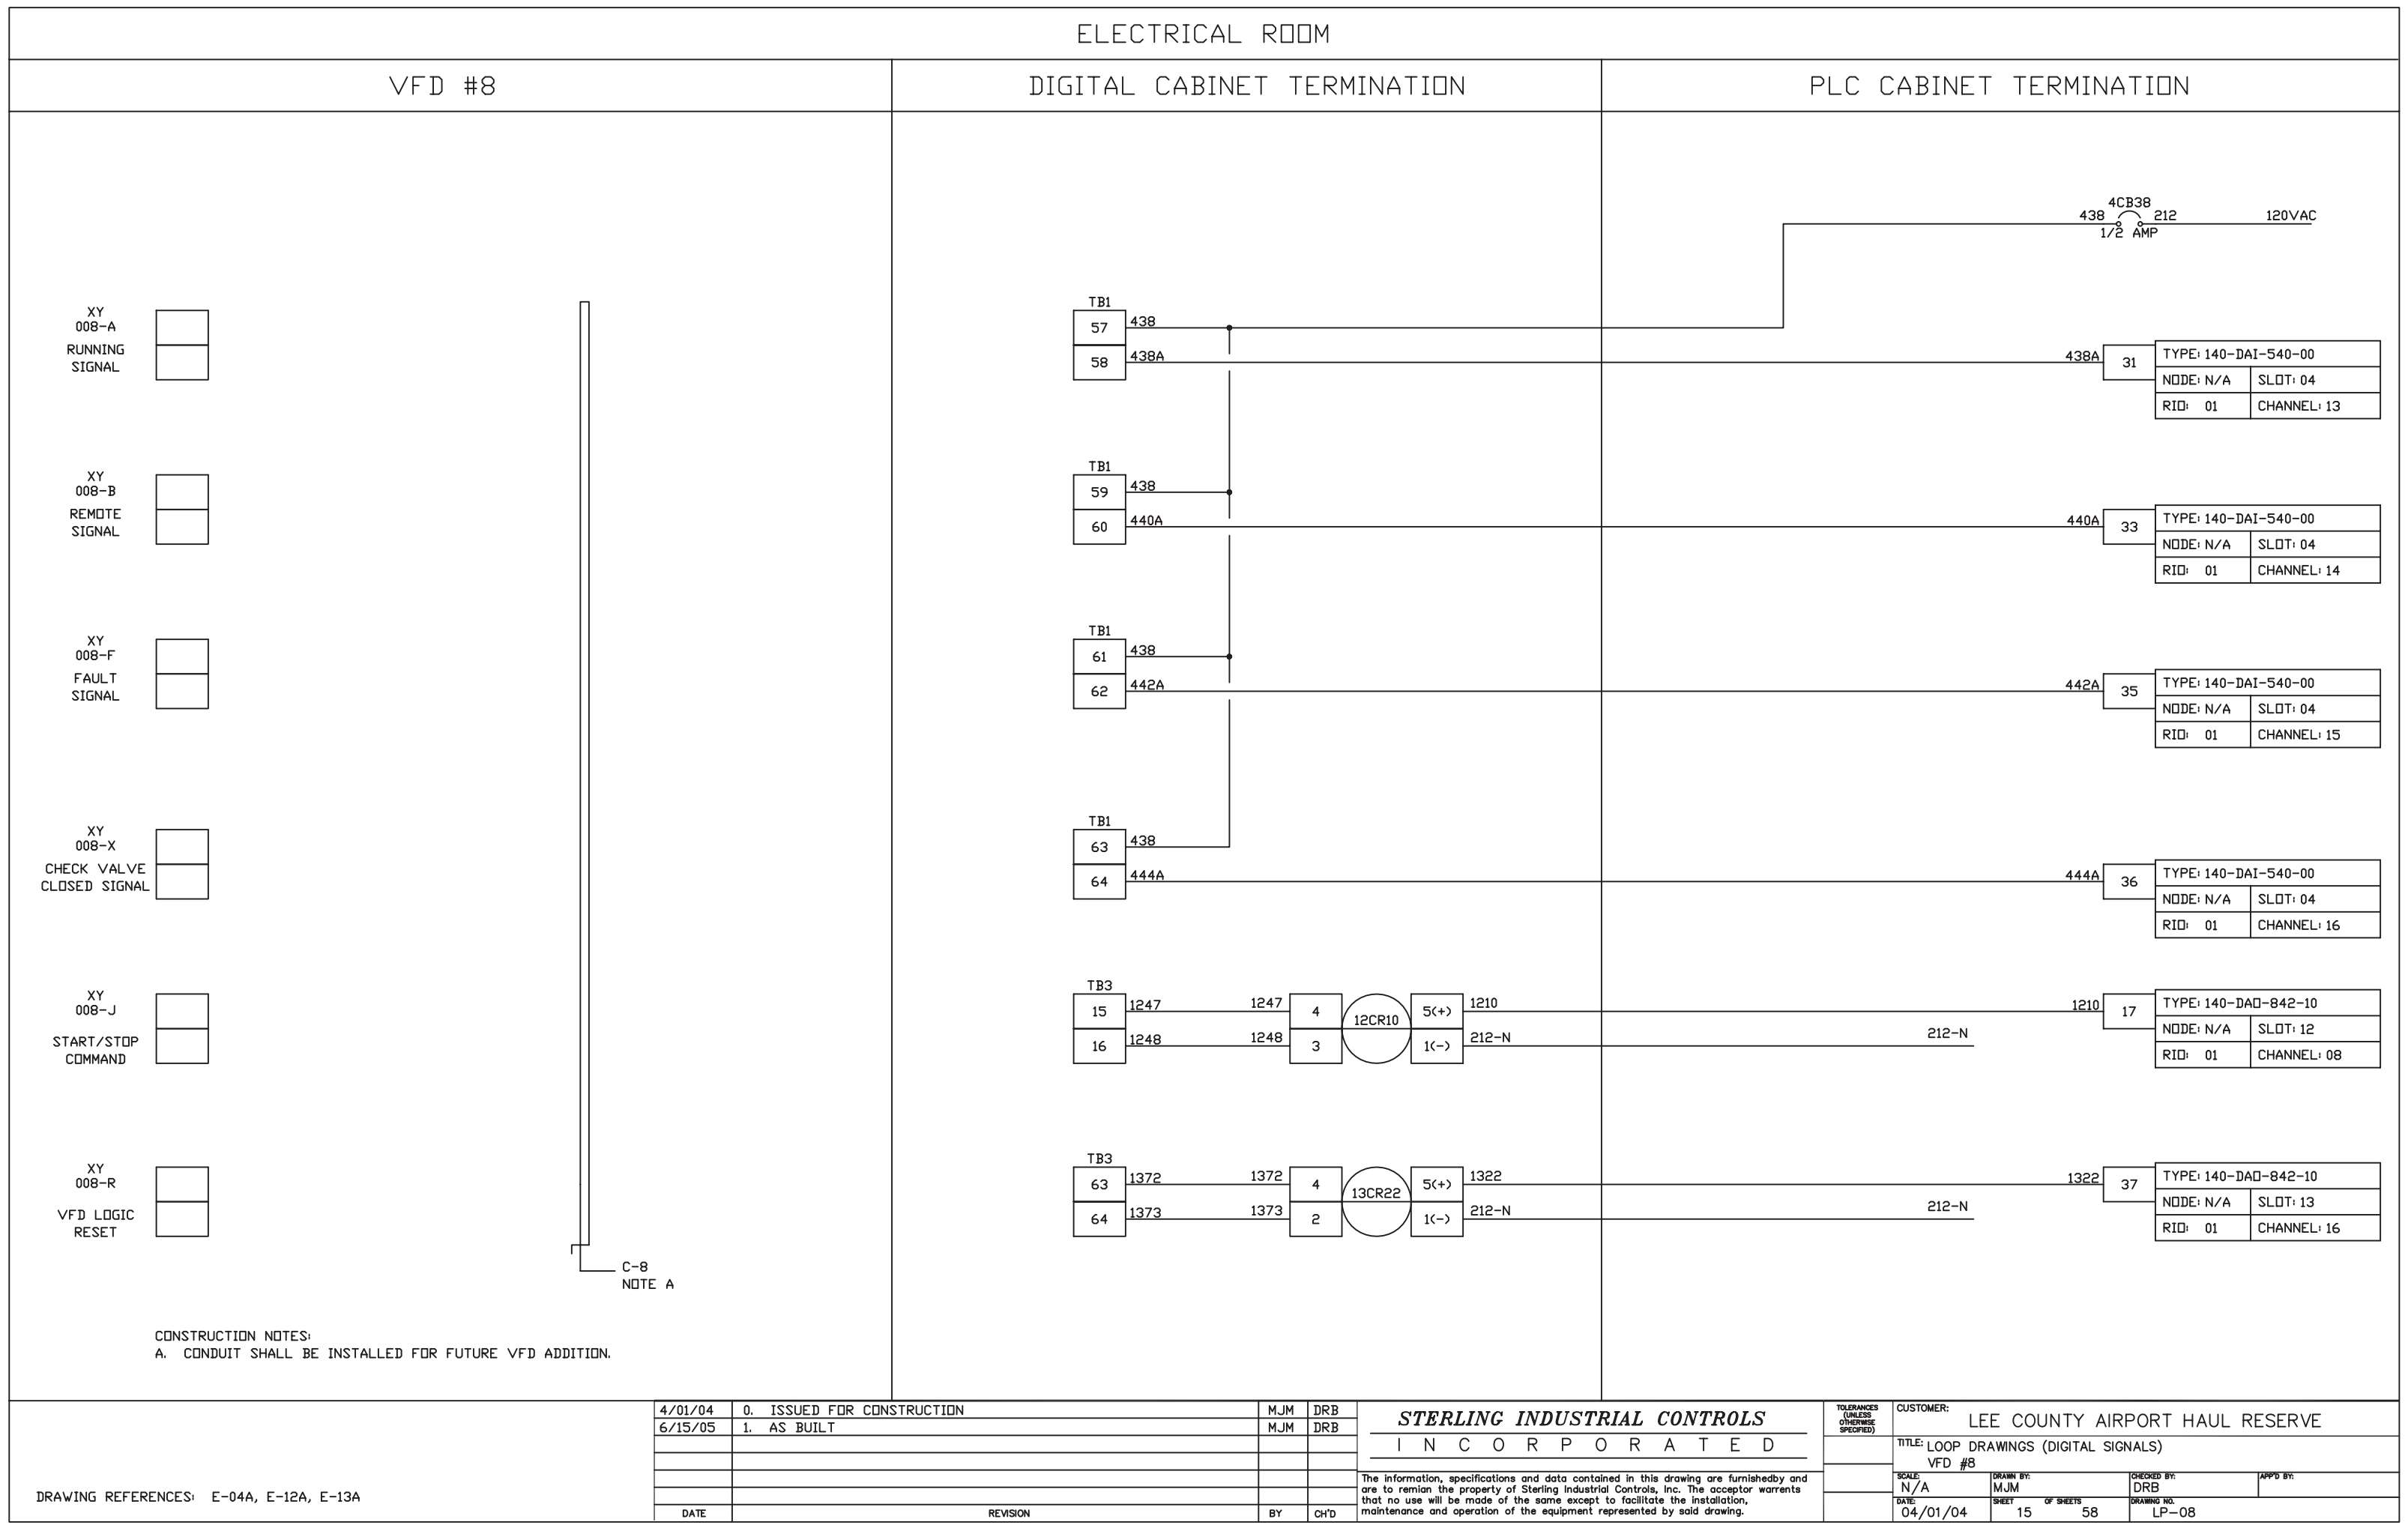 ELECTRICAL ROOM
VFD #8
DIGITAL CABINET TERMINATION
PLC CABINET TERMINATION
4CB38
438 212 120VAC
1/2 AMP
XY
008-A
RUNNING
SIGNAL
TB1
57 438
58 438A
438A 31
TYPE: 140-DAI-540-00
NODE: N/A SLOT: 04
RIO: 01 CHANNEL: 13
XY
008-B
REMOTE
SIGNAL
TB1
59 438
60 440A
440A 33
TYPE: 140-DAI-540-00
NODE: N/A SLOT: 04
RIO: 01 CHANNEL: 14
XY
008-F
FAULT
SIGNAL
TB1
61 438
62 442A
442A 35
TYPE: 140-DAI-540-00
NODE: N/A SLOT: 04
RIO: 01 CHANNEL: 15
XY
008-X
CHECK VALVE
CLOSED SIGNAL
TB1
63 438
64 444A
444A 36
TYPE: 140-DAI-540-00
NODE: N/A SLOT: 04
RIO: 01 CHANNEL: 16
XY
008-J
START/STOP
COMMAND
TB3
15 1247 1247 4 5(+) 1210
12CR10
16 1248 1248 3 1(-) 212-N
212-N
1210 17
TYPE: 140-DAO-842-10
NODE: N/A SLOT: 12
RIO: 01 CHANNEL: 08
XY
008-R
VFD LOGIC
RESET
TB3
63 1372 1372 4 5(+) 1322
13CR22
64 1373 1373 2 1(-) 212-N
212-N
1322 37
TYPE: 140-DAO-842-10
NODE: N/A SLOT: 13
RIO: 01 CHANNEL: 16
C-8
NOTE A
CONSTRUCTION NOTES:
A. CONDUIT SHALL BE INSTALLED FOR FUTURE VFD ADDITION.
DRAWING REFERENCES: E-04A, E-12A, E-13A
4/01/04 0. ISSUED FOR CONSTRUCTION MJM DRB
6/15/05 1. AS BUILT MJM DRB
DATE REVISION BY CH'D
STERLING INDUSTRIAL CONTROLS
INCORPORATED
The information, specifications and data contained in this drawing are furnishedby and
are to remian the property of Sterling Industrial Controls, Inc. The acceptor warrents
that no use will be made of the same except to facilitate the installation,
maintenance and operation of the equipment represented by said drawing.
TOLERANCES
(UNLESS
OTHERWISE
SPECIFIED)
CUSTOMER:
LEE COUNTY AIRPORT HAUL RESERVE
TITLE: LOOP DRAWINGS (DIGITAL SIGNALS)
VFD #8
SCALE: DRAWN BY: CHECKED BY: APP'D BY:
N/A MJM DRB
DATE: SHEET OF SHEETS DRAWING NO.
04/01/04 15 58 LP-08